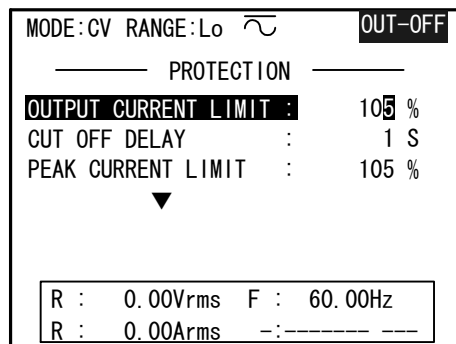 MODE:CV RANGE:Lo OUT-OFF
PROTECTION
OUTPUT CURRENT LIMIT : 105 %
CUT OFF DELAY : 1 S
PEAK CURRENT LIMIT : 105 %
▼
R : 0.00Vrms F : 60.00Hz
R : 0.00Arms -:------- ---